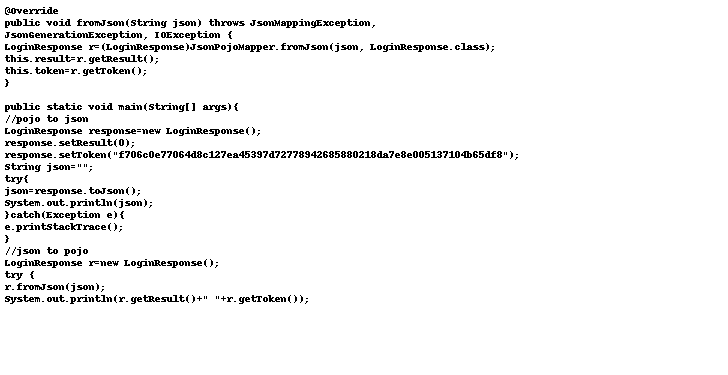 @Override
public void fromJson(String json) throws JsonMappingException,
JsonGenerationException, IOException {
LoginResponse r=(LoginResponse)JsonPojoMapper.fromJson(json, LoginResponse.class);
this.result=r.getResult();
this.token=r.getToken();
}
public static void main(String[] args){
//pojo to json
LoginResponse response=new LoginResponse();
response.setResult(0);
response.setToken("f706c0e77064d8c127ea45397d72778942685880218da7e8e005137104b65df8");
String json="";
try{
json=response.toJson();
System.out.println(json);
}catch(Exception e){
e.printStackTrace();
}
//json to pojo
LoginResponse r=new LoginResponse();
try {
r.fromJson(json);
System.out.println(r.getResult()+" "+r.getToken());